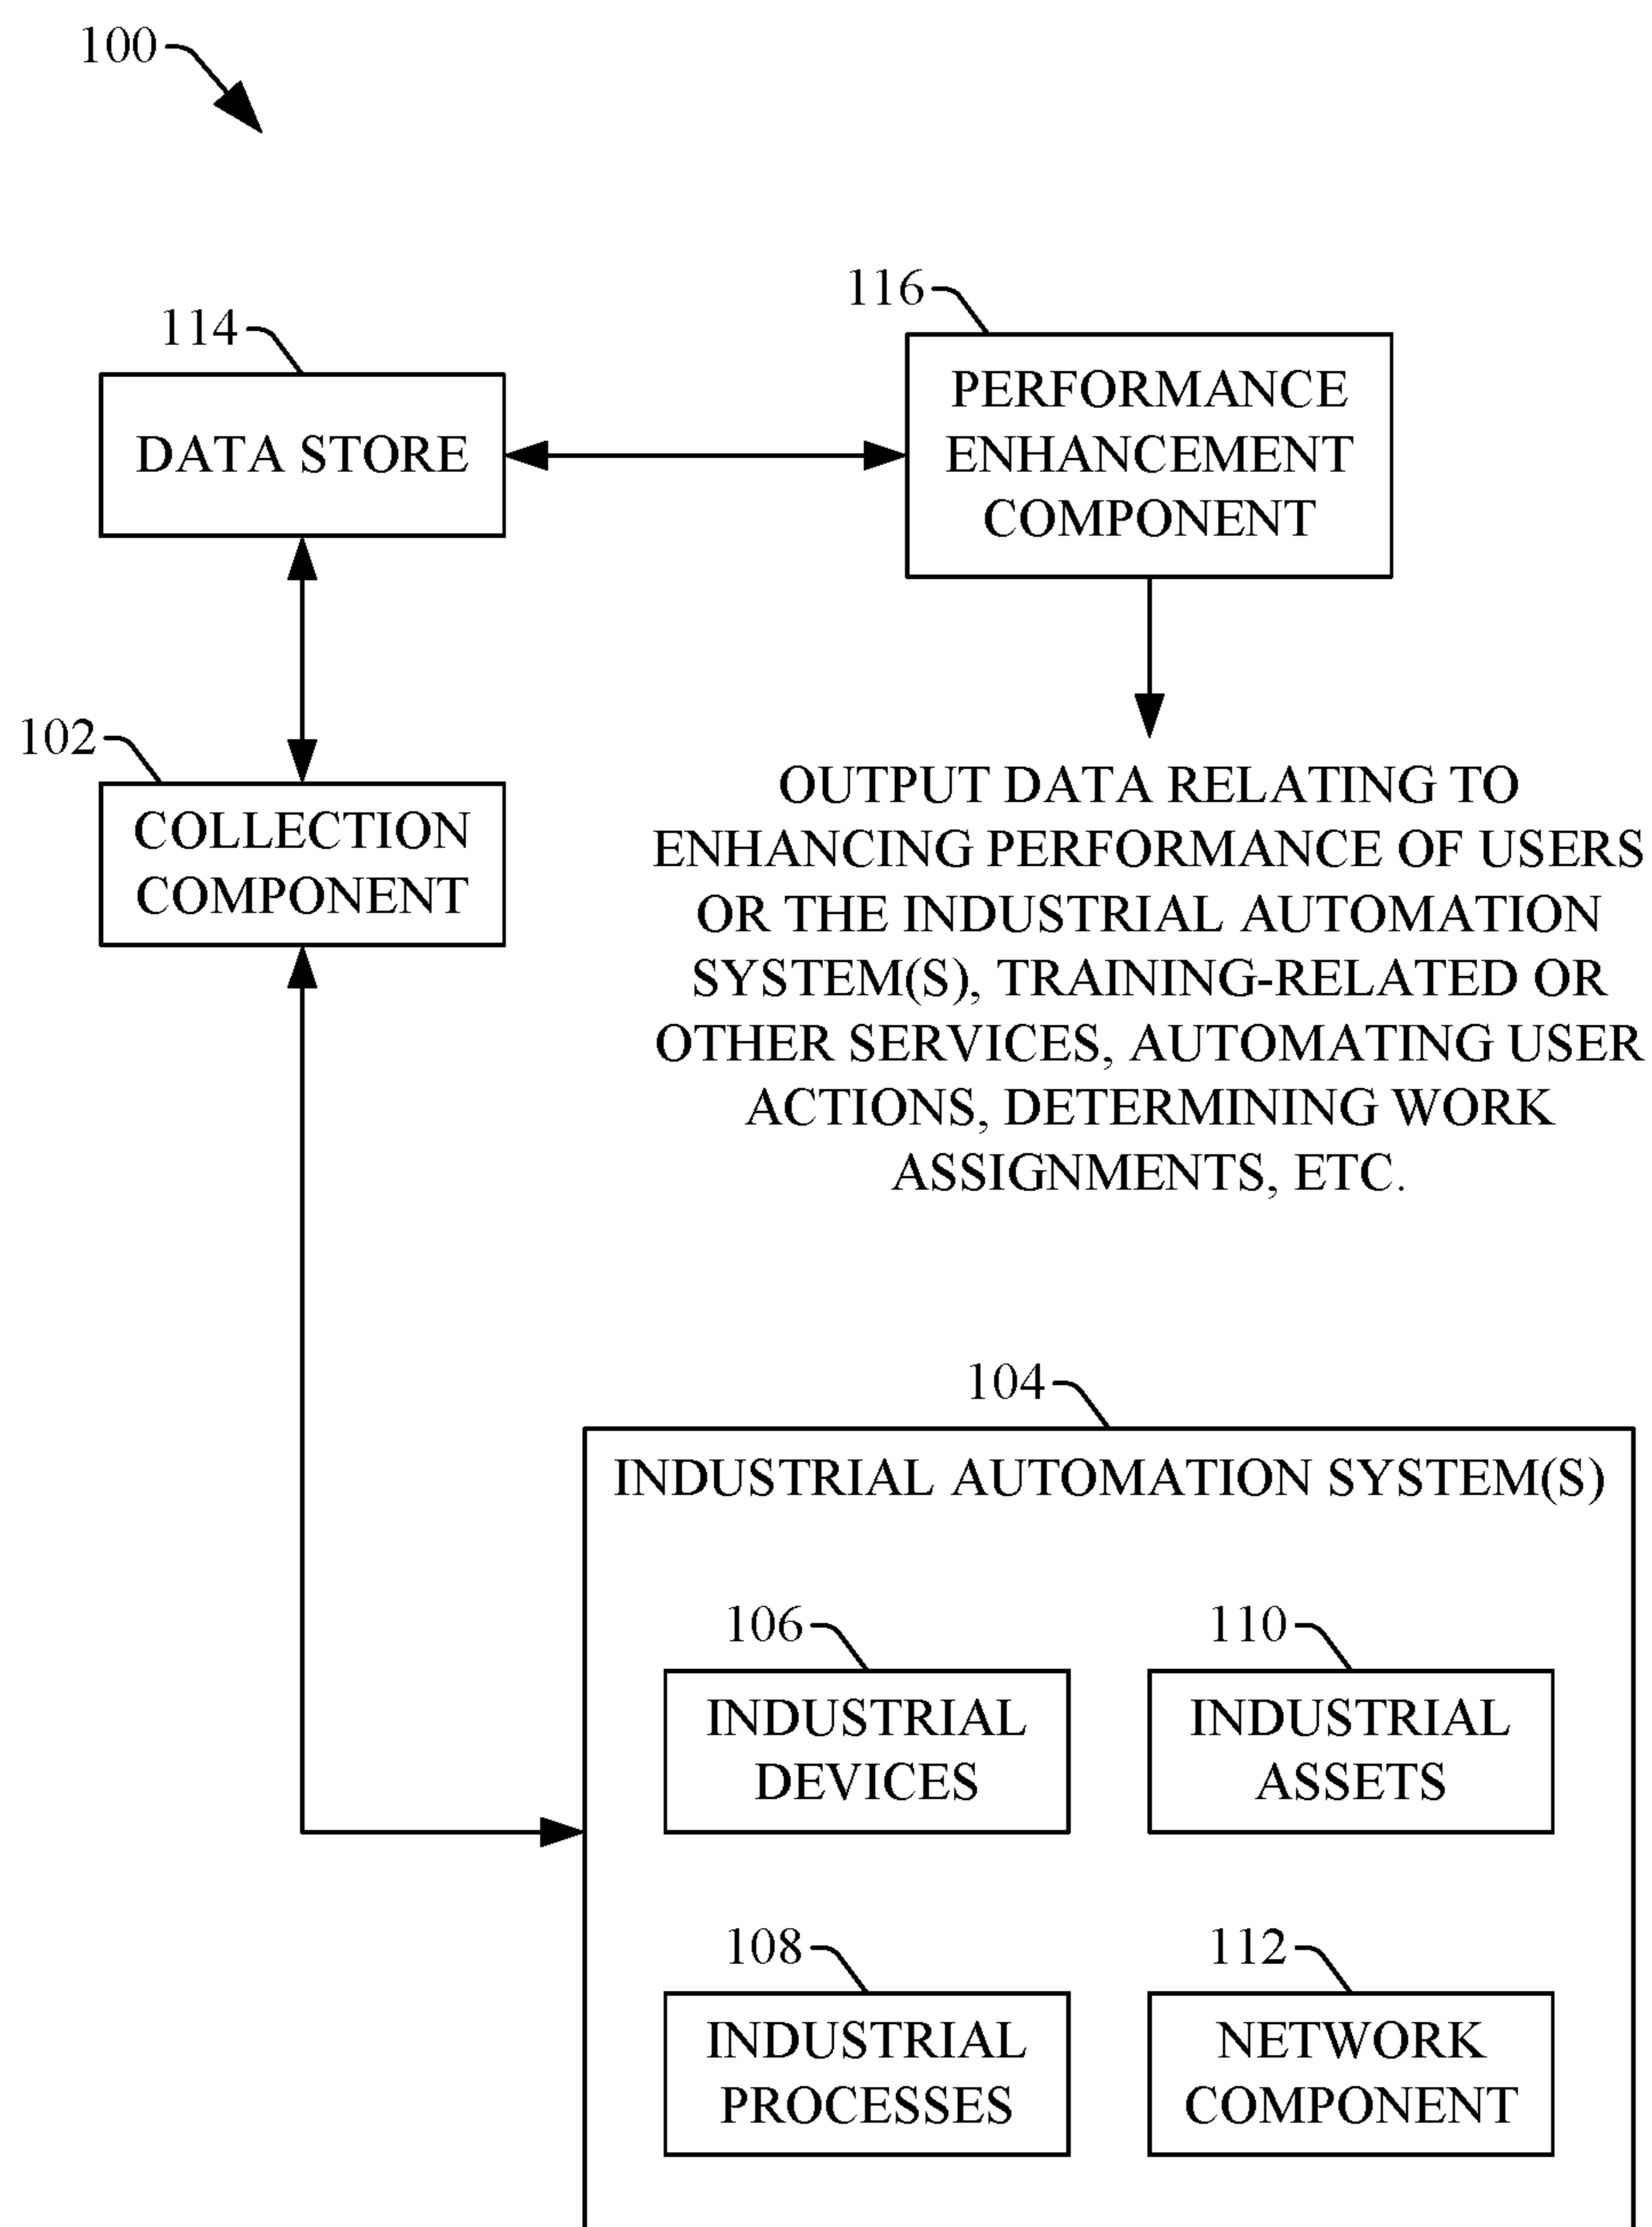 100
116
114
PERFORMANCE
ENHANCEMENT
COMPONENT
DATA STORE
102
COLLECTION
COMPONENT
OUTPUT DATA RELATING TO
ENHANCING PERFORMANCE OF USERS
OR THE INDUSTRIAL AUTOMATION
SYSTEM(S), TRAINING-RELATED OR
OTHER SERVICES, AUTOMATING USER
ACTIONS, DETERMINING WORK
ASSIGNMENTS, ETC.
104
INDUSTRIAL AUTOMATION SYSTEM(S)
106
INDUSTRIAL
DEVICES
110
INDUSTRIAL
ASSETS
108
INDUSTRIAL
PROCESSES
112
NETWORK
COMPONENT